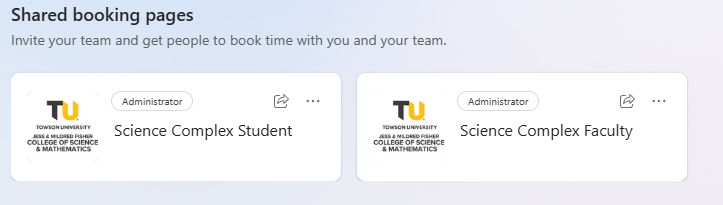 Shared booking pages
Invite your team and get people to book time with you and your team.
Administrator
TU
TOWSON UNIVERSITY
JESS & MILDRED FISHER
COLLEGE OF SCIENCE
& MATHEMATICS
Science Complex Student
Administrator
TU
TOWSON UNIVERSITY
JESS & MILDRED FISHER
COLLEGE OF SCIENCE
& MATHEMATICS
Science Complex Faculty